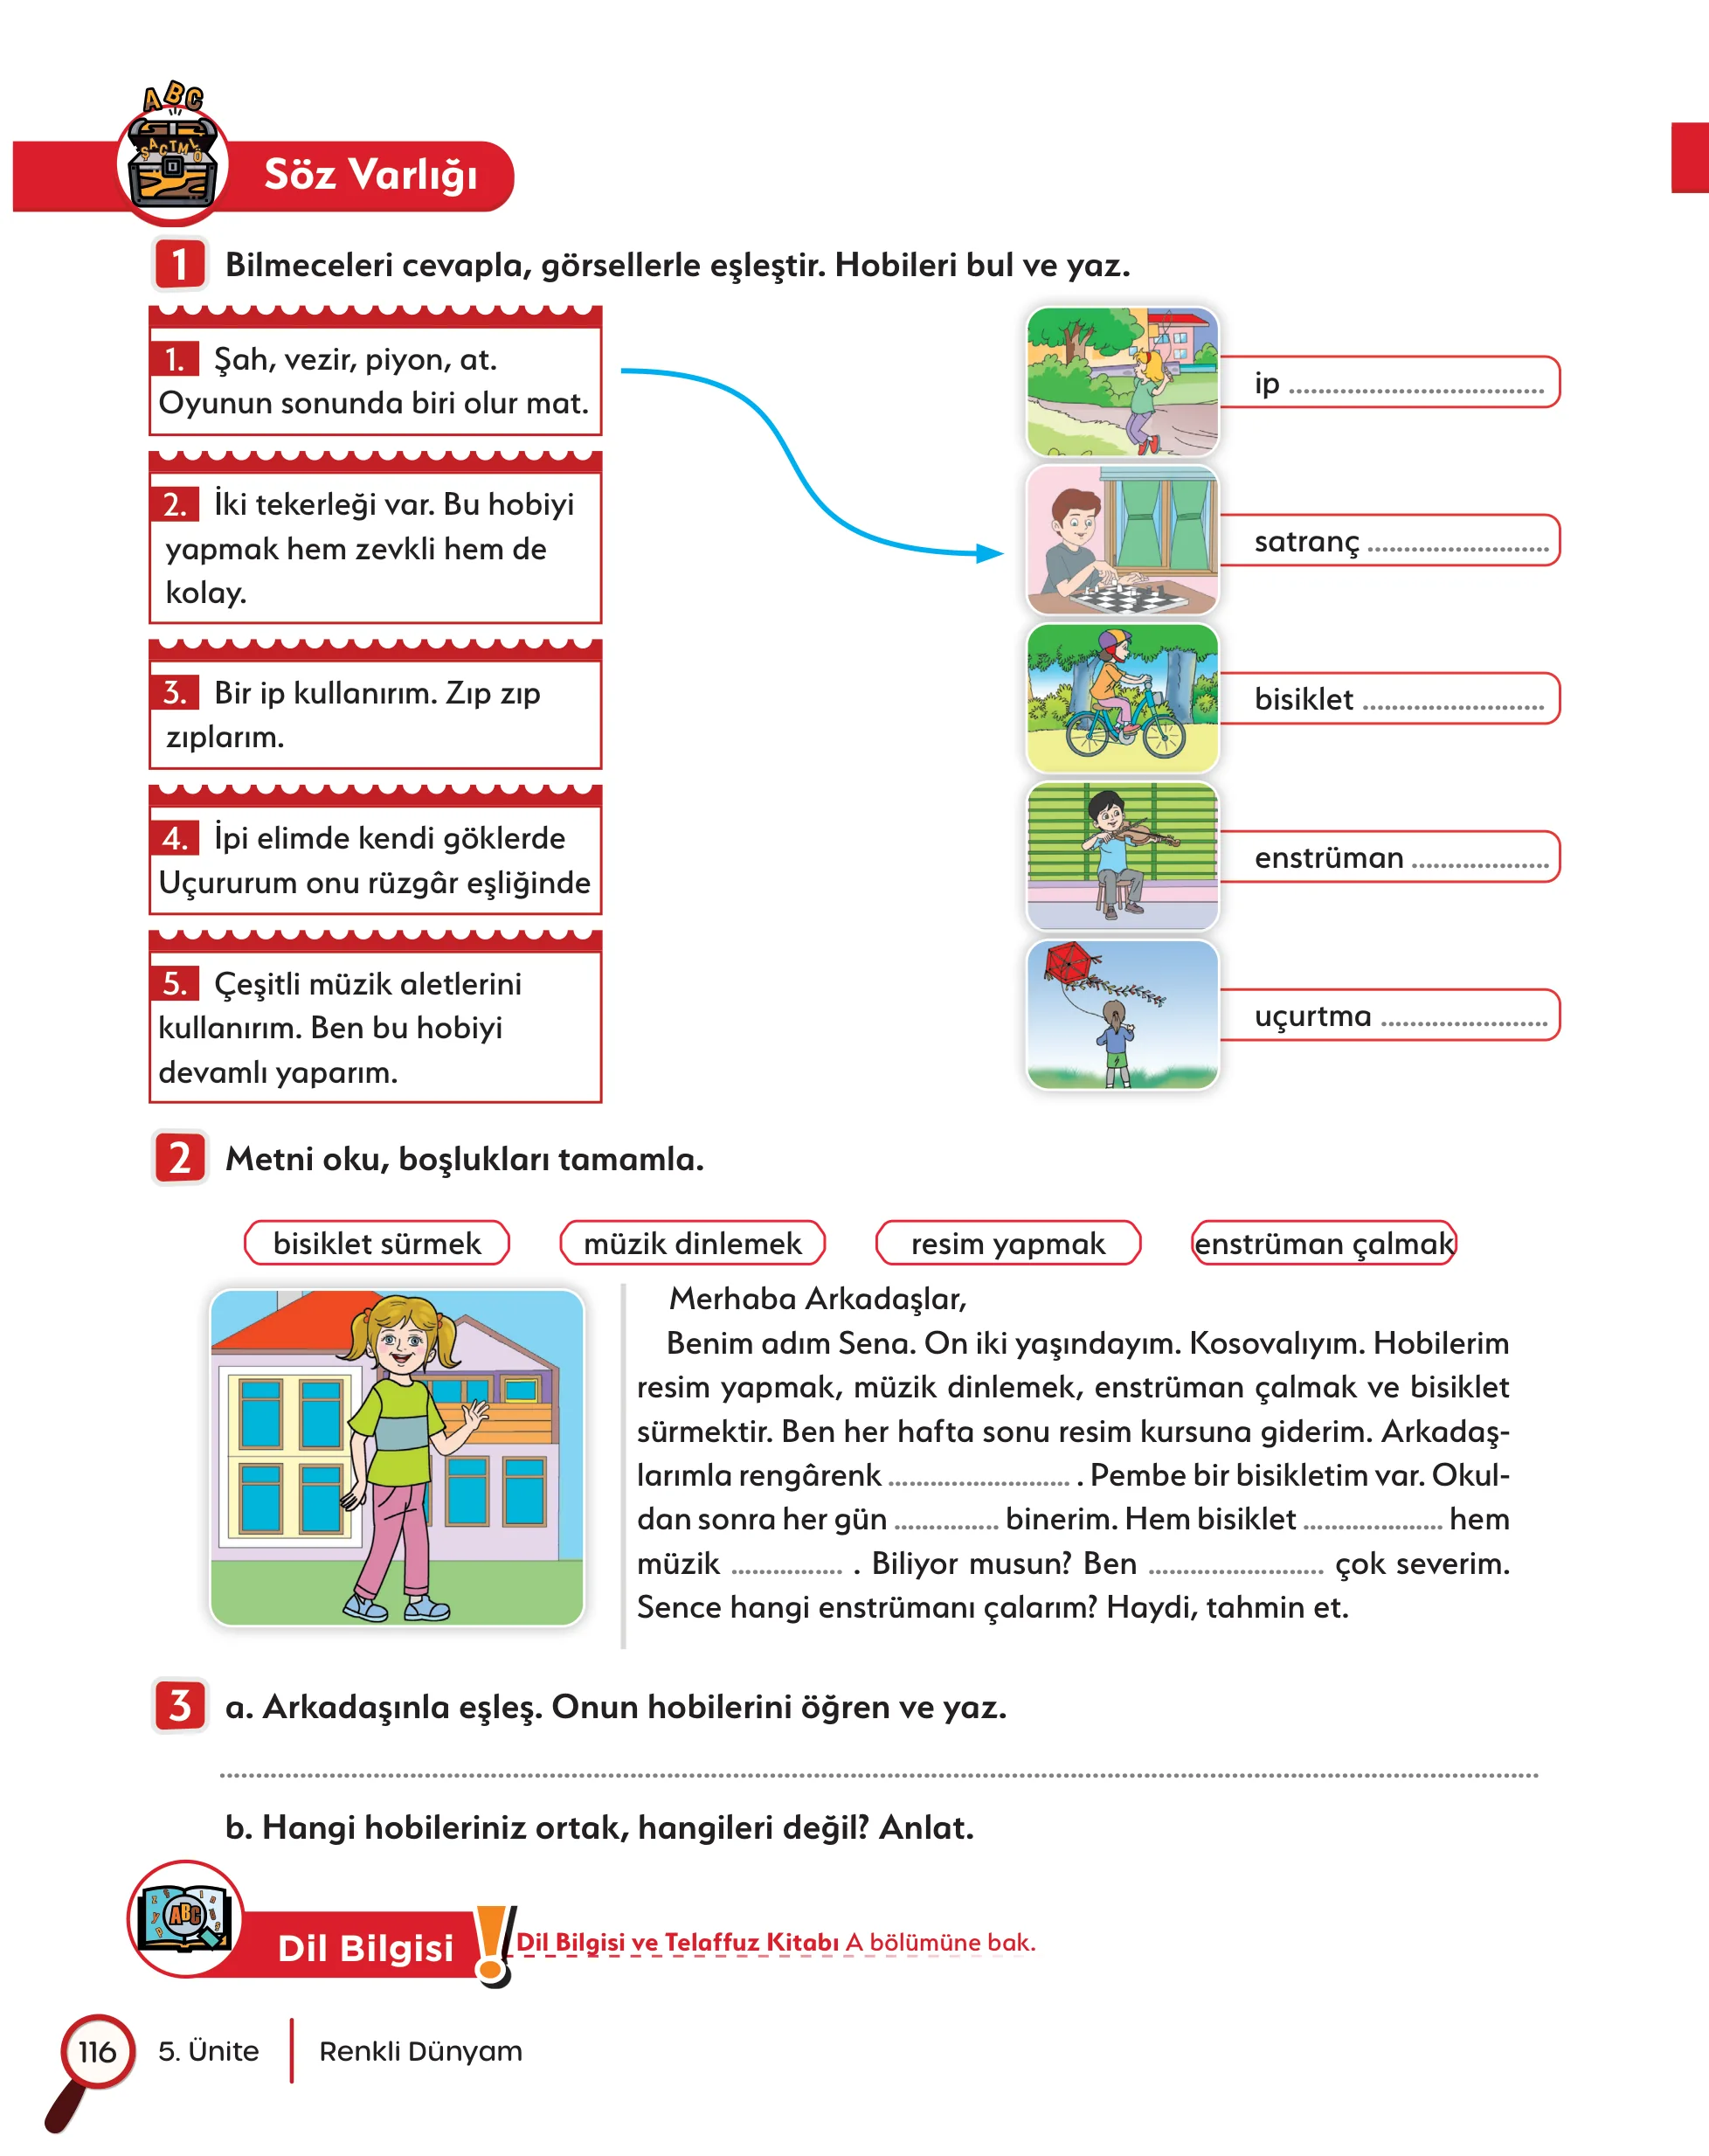 Söz Varlığı
1 Bilmeceleri cevapla, görsellerle eşleştir. Hobileri bul ve yaz.
1. Şah, vezir, piyon, at.
Oyunun sonunda biri olur mat.
2. İki tekerleği var. Bu hobiyi
yapmak hem zevkli hem de
kolay.
3. Bir ip kullanırım. Zıp zıp
zıplarım.
4. İpi elimde kendi göklerde
Uçururum onu rüzgâr eşliğinde
5. Çeşitli müzik aletlerini
kullanırım. Ben bu hobiyi
devamlı yaparım.
ip ...................................
satranç .........................
bisiklet .........................
enstrüman ...................
uçurtma .......................
2 Metni oku, boşlukları tamamla.
bisiklet sürmek müzik dinlemek resim yapmak enstrüman çalmak
Merhaba Arkadaşlar,
Benim adım Sena. On iki yaşındayım. Kosovalıyım. Hobilerim
resim yapmak, müzik dinlemek, enstrüman çalmak ve bisiklet
sürmektir. Ben her hafta sonu resim kursuna giderim. Arkadaş-
larımla rengârenk .......................... . Pembe bir bisikletim var. Okul-
dan sonra her gün ............... binerim. Hem bisiklet .................... hem
müzik ................ . Biliyor musun? Ben ......................... çok severim.
Sence hangi enstrümanı çalarım? Haydi, tahmin et.
3 a. Arkadaşınla eşleş. Onun hobilerini öğren ve yaz.
b. Hangi hobileriniz ortak, hangileri değil? Anlat.
Dil Bilgisi
Dil Bilgisi ve Telaffuz Kitabı A bölümüne bak.
116 5. Ünite Renkli Dünyam